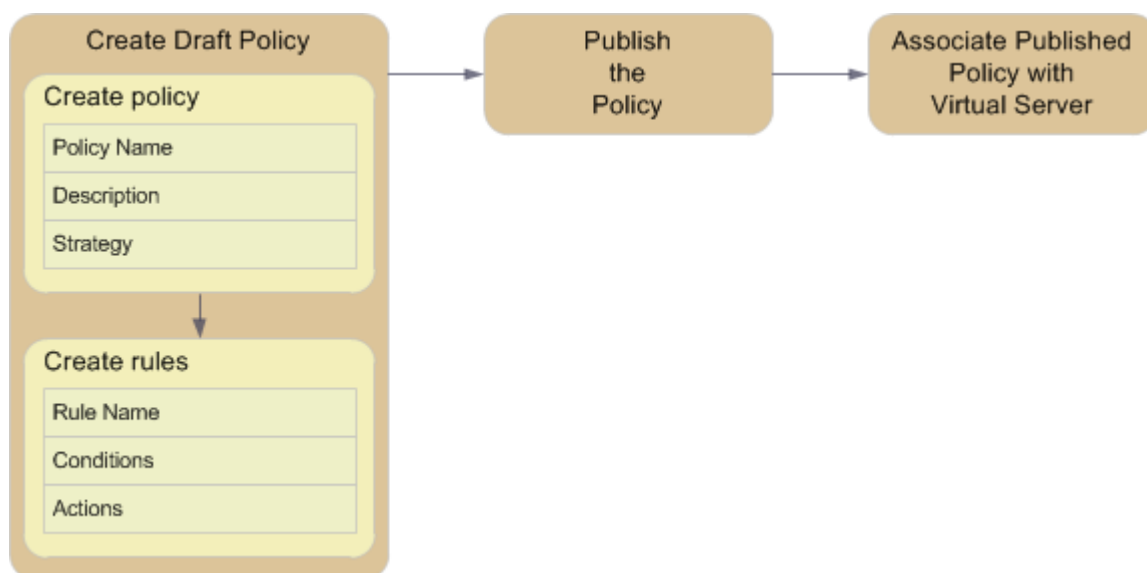 Create Draft Policy
Create policy
Policy Name
Description
Strategy
Create rules
Rule Name
Conditions
Actions
Publish
the
Policy
Associate Published
Policy with
Virtual Server